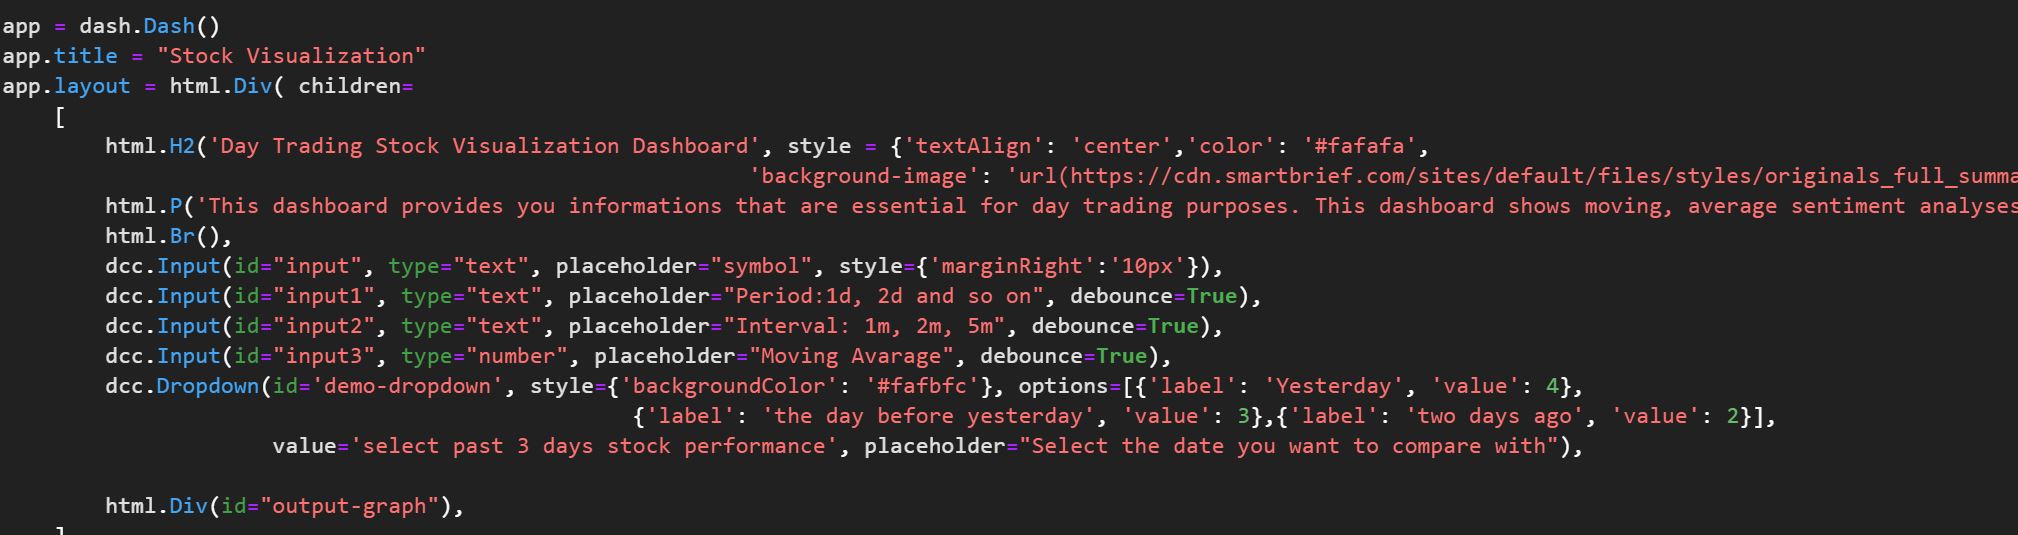 app = dash.Dash()
app.title = "Stock Visualization"
app.layout = html.Div( children=
    [
        html.H2('Day Trading Stock Visualization Dashboard', style = {'textAlign': 'center','color': '#fafafa',
                                                          'background-image': 'url(https://cdn.smartbrief.com/sites/default/files/styles/originals_full_summa
        html.P('This dashboard provides you informations that are essential for day trading purposes. This dashboard shows moving, average sentiment analyses
        html.Br(),
        dcc.Input(id="input", type="text", placeholder="symbol", style={'marginRight':'10px'}),
        dcc.Input(id="input1", type="text", placeholder="Period:1d, 2d and so on", debounce=True),
        dcc.Input(id="input2", type="text", placeholder="Interval: 1m, 2m, 5m", debounce=True),
        dcc.Input(id="input3", type="number", placeholder="Moving Avarage", debounce=True),
        dcc.Dropdown(id='demo-dropdown', style={'backgroundColor': '#fafbfc'}, options=[{'label': 'Yesterday', 'value': 4},
                                                 {'label': 'the day before yesterday', 'value': 3},{'label': 'two days ago', 'value': 2}],
                     value='select past 3 days stock performance', placeholder="Select the date you want to compare with"),
        html.Div(id="output-graph"),
    ]